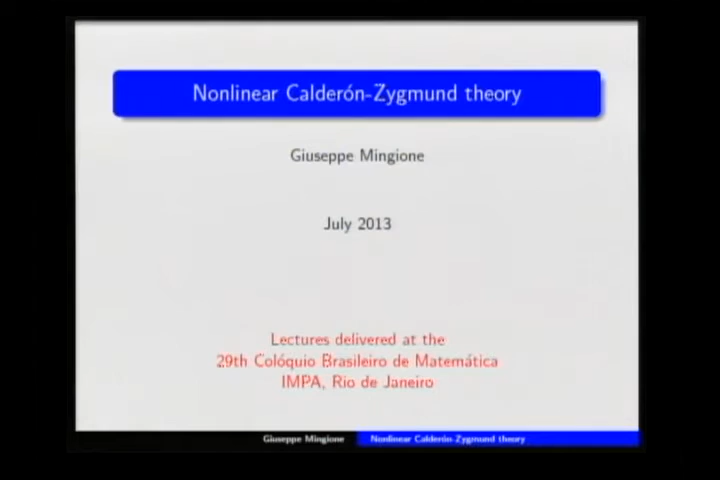 Nonlinear Calderón-Zygmund theory
Giuseppe Mingione
July 2013
Lectures delivered at the
29th Colóquio Brasileiro de Matemática
IMPA, Rio de Janeiro
Giuseppe Mingione Nonlinear Calderón-Zygmund theory